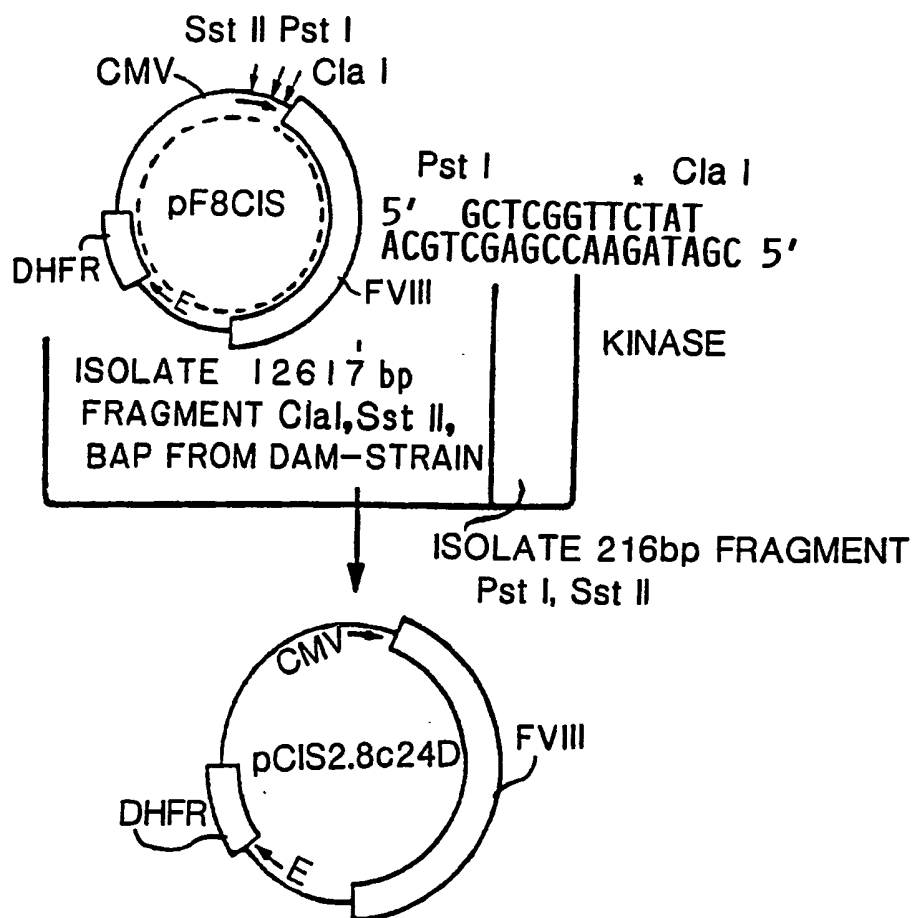 Sst II Pst I
CMV
Cla I
pF8CIS
DHFR
E
FVIII
Pst I * Cla I
5' GCTCGGTTCTAT
ACGTCGAGCCAAGATAGC 5'
KINASE
ISOLATE 12617 bp
FRAGMENT ClaI, Sst II,
BAP FROM DAM-STRAIN
ISOLATE 216bp FRAGMENT
Pst I, Sst II
CMV
pCIS2.8c24D
FVIII
DHFR
E